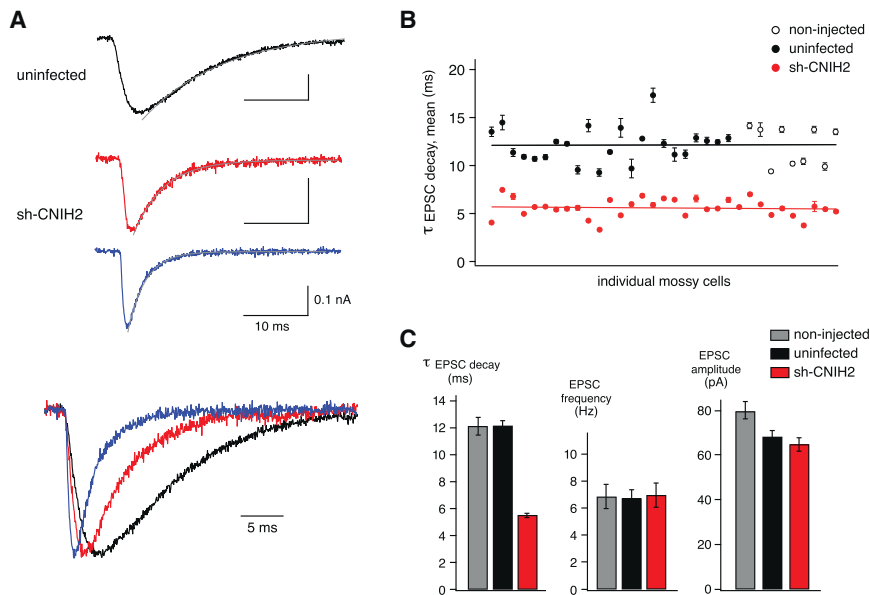 A
uninfected
sh-CNIH2
0.1 nA
10 ms
5 ms
B
non-injected
uninfected
sh-CNIH2
τ EPSC decay, mean (ms)
20
15
10
5
0
individual mossy cells
C
non-injected
uninfected
sh-CNIH2
τ EPSC decay
(ms)
14
12
10
8
6
4
2
0
EPSC
frequency
(Hz)
10
8
6
4
2
0
EPSC
amplitude
(pA)
80
60
40
20
0